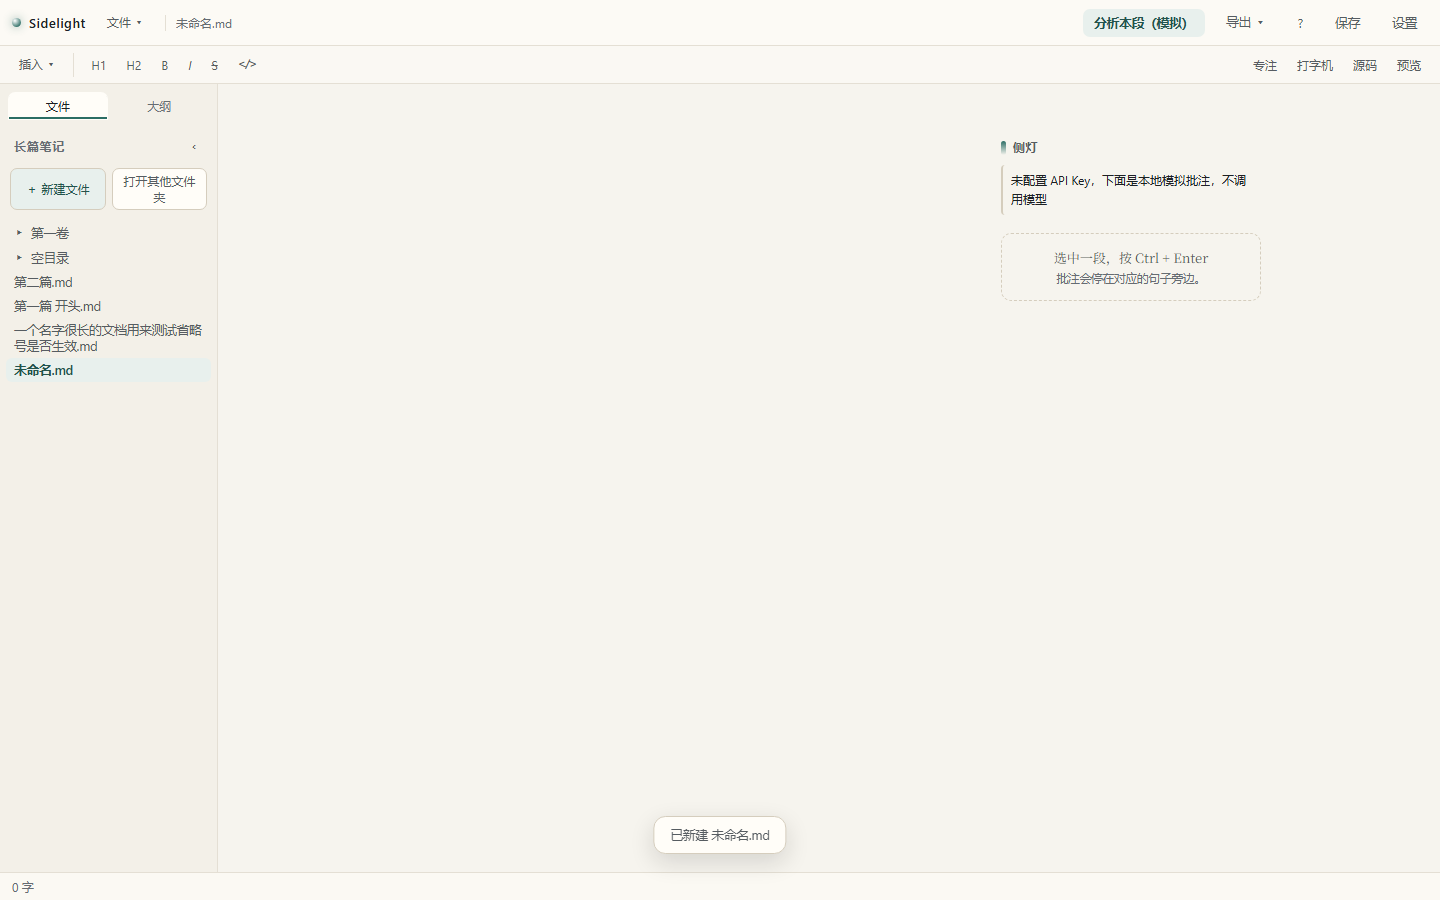 Sidelight 文件 ▾ 未命名.md 分析本段（模拟） 导出 ▾ ? 保存 设置
插入 ▾ H1 H2 B I S </> 专注 打字机 源码 预览
文件 大纲
长篇笔记 ‹
+ 新建文件
打开其他文件
夹
▸ 第一卷
▸ 空目录
第二篇.md
第一篇 开头.md
一个名字很长的文档用来测试省略
号是否生效.md
未命名.md
侧灯
未配置 API Key，下面是本地模拟批注，不调
用模型
选中一段，按 Ctrl + Enter
批注会停在对应的句子旁边。
已新建 未命名.md
0 字